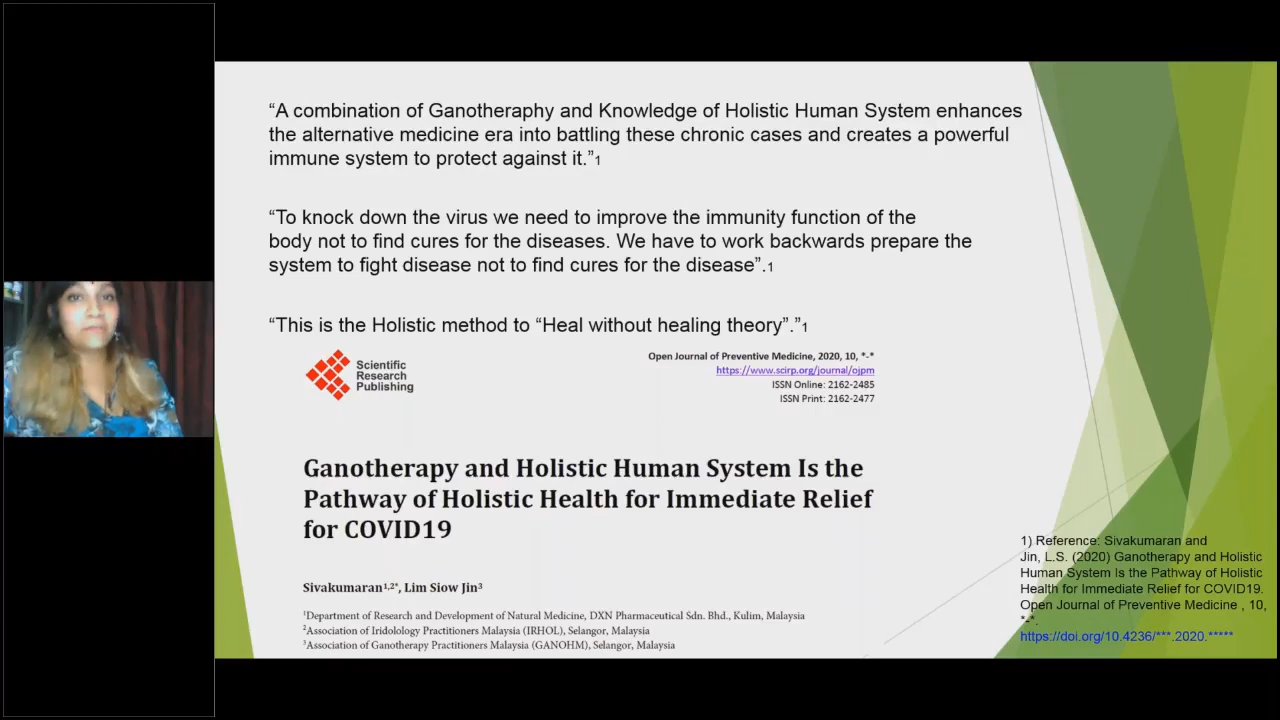 “A combination of Ganotheraphy and Knowledge of Holistic Human System enhances
the alternative medicine era into battling these chronic cases and creates a powerful
immune system to protect against it.”1
“To knock down the virus we need to improve the immunity function of the
body not to find cures for the diseases. We have to work backwards prepare the
system to fight disease not to find cures for the disease”.1
“This is the Holistic method to “Heal without healing theory”.”1
Scientific
Research
Publishing
Open Journal of Preventive Medicine, 2020, 10, *-*
https://www.scirp.org/journal/ojpm
ISSN Online: 2162-2485
ISSN Print: 2162-2477
Ganotherapy and Holistic Human System Is the
Pathway of Holistic Health for Immediate Relief
for COVID19
Sivakumaran1,2*, Lim Siow Jin3
1Department of Research and Development of Natural Medicine, DXN Pharmaceutical Sdn. Bhd., Kulim, Malaysia
2Association of Iridology Practitioners Malaysia (IRHOL), Selangor, Malaysia
3Association of Ganotherapy Practitioners Malaysia (GANOHM), Selangor, Malaysia
1) Reference: Sivakumaran and
Jin, L.S. (2020) Ganotherapy and Holistic
Human System Is the Pathway of Holistic
Health for Immediate Relief for COVID19.
Open Journal of Preventive Medicine , 10,
*-*.
https://doi.org/10.4236/***.2020.*****